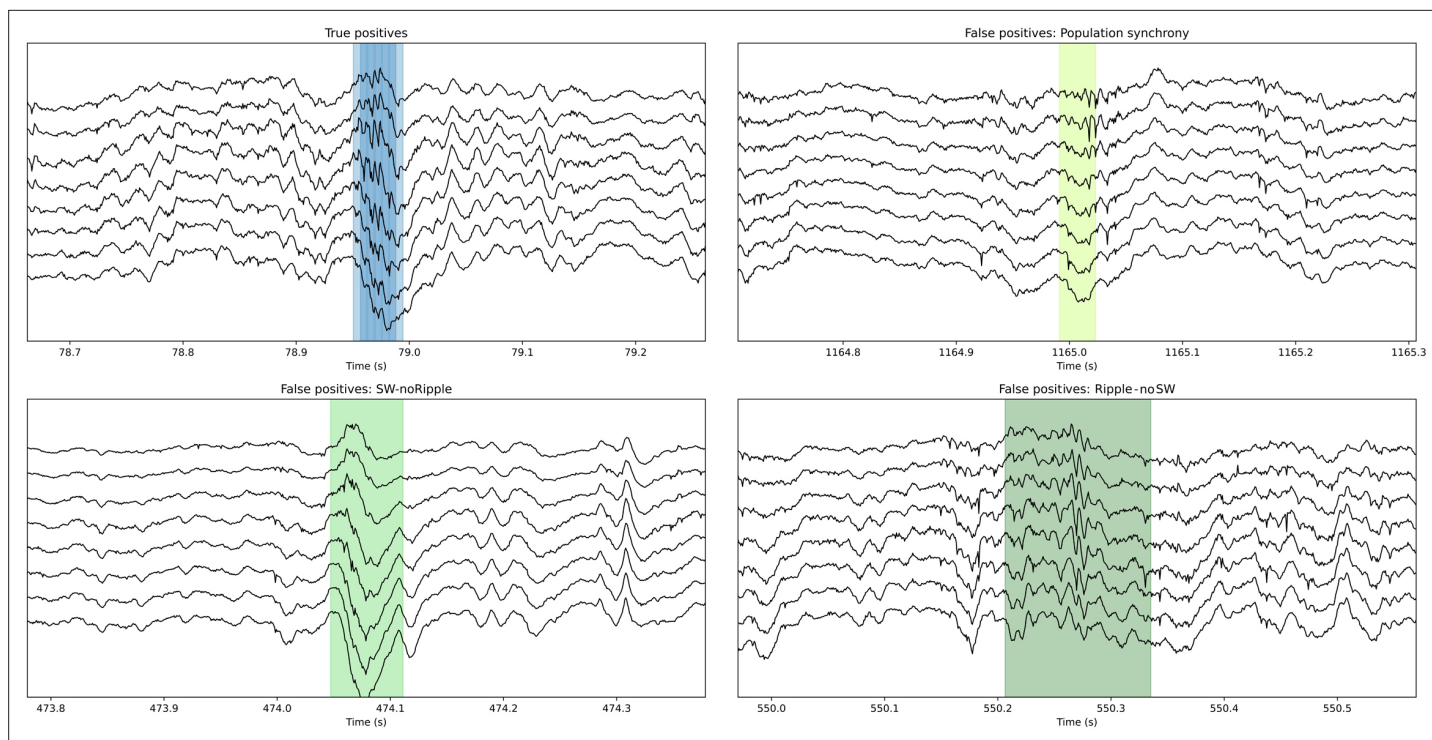 True positives
78.7 78.8 78.9 79.0 79.1 79.2
Time (s)
False positives: Population synchrony
1164.8 1164.9 1165.0 1165.1 1165.2 1165.3
Time (s)
False positives: SW-noRipple
473.8 473.9 474.0 474.1 474.2 474.3
Time (s)
False positives: Ripple-noSW
550.0 550.1 550.2 550.3 550.4 550.5
Time (s)